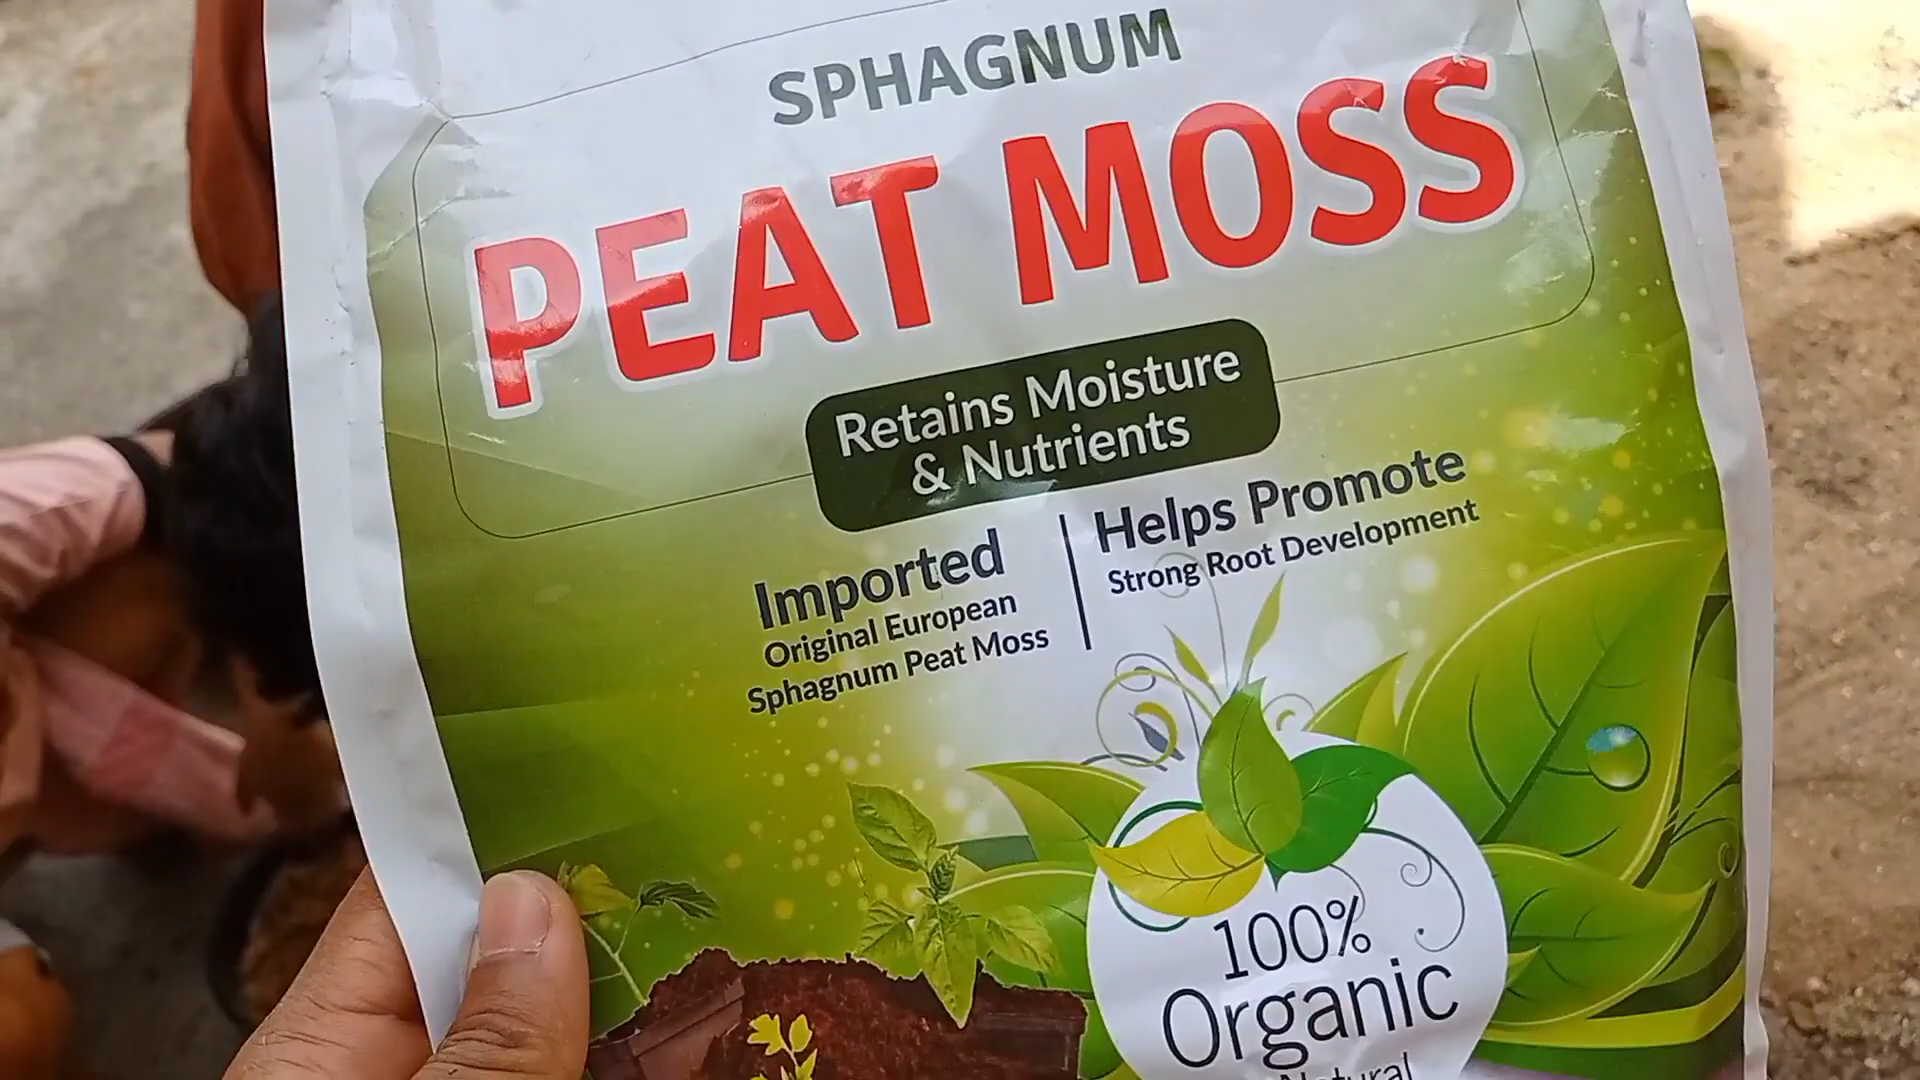 SPHAGNUM
PEAT MOSS
Retains Moisture
& Nutrients
Imported
Original European
Sphagnum Peat Moss
Helps Promote
Strong Root Development
100%
Organic
Natural